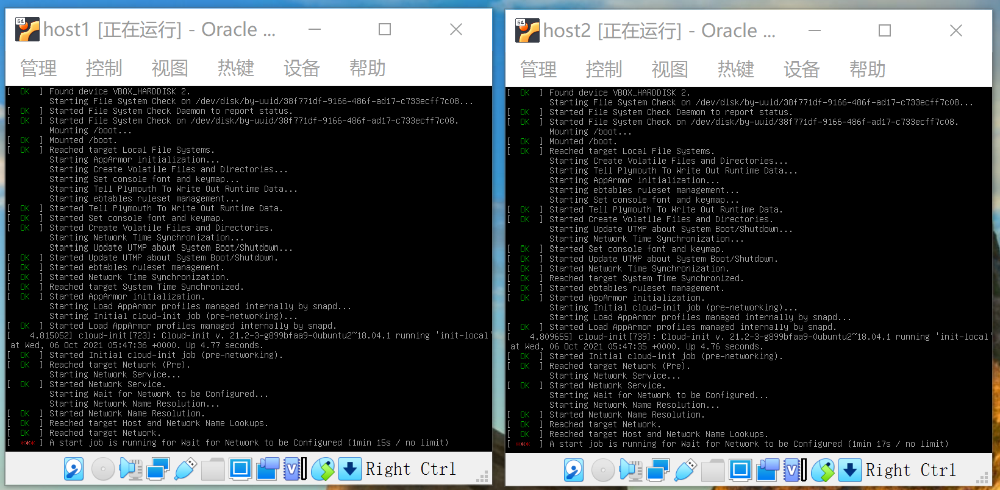 64
host1 [正在运行] - Oracle ...
管理 控制 视图 热键 设备 帮助
[  OK  ] Found device VBOX_HARDDISK 2.
Starting File System Check on /dev/disk/by-uuid/38f771df-9166-486f-ad17-c733ecff7c08...
[  OK  ] Started File System Check Daemon to report status.
[  OK  ] Started File System Check on /dev/disk/by-uuid/38f771df-9166-486f-ad17-c733ecff7c08.
Mounting /boot...
[  OK  ] Mounted /boot.
[  OK  ] Reached target Local File Systems.
Starting AppArmor initialization...
Starting Create Volatile Files and Directories...
Starting Set console font and keymap...
Starting Tell Plymouth To Write Out Runtime Data...
Starting ebtables ruleset management...
[  OK  ] Started Tell Plymouth To Write Out Runtime Data.
[  OK  ] Started Set console font and keymap.
[  OK  ] Started Create Volatile Files and Directories.
Starting Network Time Synchronization...
Starting Update UTMP about System Boot/Shutdown...
[  OK  ] Started Update UTMP about System Boot/Shutdown.
[  OK  ] Started ebtables ruleset management.
[  OK  ] Started Network Time Synchronization.
[  OK  ] Reached target System Time Synchronized.
[  OK  ] Started AppArmor initialization.
Starting Load AppArmor profiles managed internally by snapd...
Starting Initial cloud-init job (pre-networking)...
[  OK  ] Started Load AppArmor profiles managed internally by snapd.
[    4.815052] cloud-init[723]: Cloud-init v. 21.2-3-g899bfaa9-0ubuntu2~18.04.1 running 'init-local'
at Wed, 06 Oct 2021 05:47:36 +0000. Up 4.77 seconds.
[  OK  ] Started Initial cloud-init job (pre-networking).
[  OK  ] Reached target Network (Pre).
Starting Network Service...
[  OK  ] Started Network Service.
Starting Wait for Network to be Configured...
Starting Network Name Resolution...
[  OK  ] Started Network Name Resolution.
[  OK  ] Reached target Host and Network Name Lookups.
[  OK  ] Reached target Network.
[  *** ] A start job is running for Wait for Network to be Configured (1min 15s / no limit)
V
Right Ctrl
64
host2 [正在运行] - Oracle ...
管理 控制 视图 热键 设备 帮助
[  OK  ] Found device VBOX_HARDDISK 2.
Starting File System Check on /dev/disk/by-uuid/38f771df-9166-486f-ad17-c733ecff7c08...
[  OK  ] Started File System Check Daemon to report status.
[  OK  ] Started File System Check on /dev/disk/by-uuid/38f771df-9166-486f-ad17-c733ecff7c08.
Mounting /boot...
[  OK  ] Mounted /boot.
[  OK  ] Reached target Local File Systems.
Starting Create Volatile Files and Directories...
Starting Tell Plymouth To Write Out Runtime Data...
Starting AppArmor initialization...
Starting ebtables ruleset management...
Starting Set console font and keymap...
[  OK  ] Started Tell Plymouth To Write Out Runtime Data.
[  OK  ] Started Create Volatile Files and Directories.
Starting Update UTMP about System Boot/Shutdown...
Starting Network Time Synchronization...
[  OK  ] Started Set console font and keymap.
[  OK  ] Started Update UTMP about System Boot/Shutdown.
[  OK  ] Started Network Time Synchronization.
[  OK  ] Reached target System Time Synchronized.
[  OK  ] Started ebtables ruleset management.
[  OK  ] Started AppArmor initialization.
Starting Initial cloud-init job (pre-networking)...
Starting Load AppArmor profiles managed internally by snapd...
[  OK  ] Started Load AppArmor profiles managed internally by snapd.
[    4.809655] cloud-init[739]: Cloud-init v. 21.2-3-g899bfaa9-0ubuntu2~18.04.1 running 'init-local'
at Wed, 06 Oct 2021 05:47:35 +0000. Up 4.76 seconds.
[  OK  ] Started Initial cloud-init job (pre-networking).
[  OK  ] Reached target Network (Pre).
Starting Network Service...
[  OK  ] Started Network Service.
Starting Wait for Network to be Configured...
Starting Network Name Resolution...
[  OK  ] Started Network Name Resolution.
[  OK  ] Reached target Network.
[  OK  ] Reached target Host and Network Name Lookups.
[ ***  ] A start job is running for Wait for Network to be Configured (1min 17s / no limit)
V
Right Ctrl